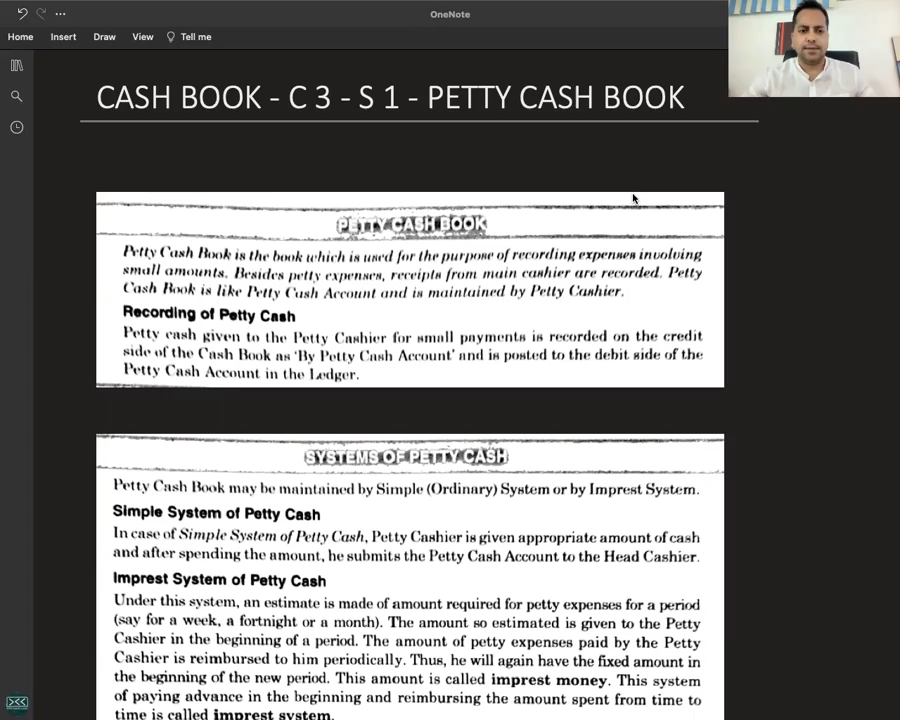 OneNote
Home Insert Draw View Tell me
CASH BOOK - C 3 - S 1 - PETTY CASH BOOK
PETTY CASH BOOK
Petty Cash Book is the book which is used for the purpose of recording expenses involving
small amounts. Besides petty expenses, receipts from main cashier are recorded. Petty
Cash Book is like Petty Cash Account and is maintained by Petty Cashier.
Recording of Petty Cash
Petty cash given to the Petty Cashier for small payments is recorded on the credit
side of the Cash Book as 'By Petty Cash Account' and is posted to the debit side of the
Petty Cash Account in the Ledger.
SYSTEMS OF PETTY CASH
Petty Cash Book may be maintained by Simple (Ordinary) System or by Imprest System.
Simple System of Petty Cash
In case of Simple System of Petty Cash, Petty Cashier is given appropriate amount of cash
and after spending the amount, he submits the Petty Cash Account to the Head Cashier.
Imprest System of Petty Cash
Under this system, an estimate is made of amount required for petty expenses for a period
(say for a week, a fortnight or a month). The amount so estimated is given to the Petty
Cashier in the beginning of a period. The amount of petty expenses paid by the Petty
Cashier is reimbursed to him periodically. Thus, he will again have the fixed amount in
the beginning of the new period. This amount is called imprest money. This system
of paying advance in the beginning and reimbursing the amount spent from time to
time is called imprest system.